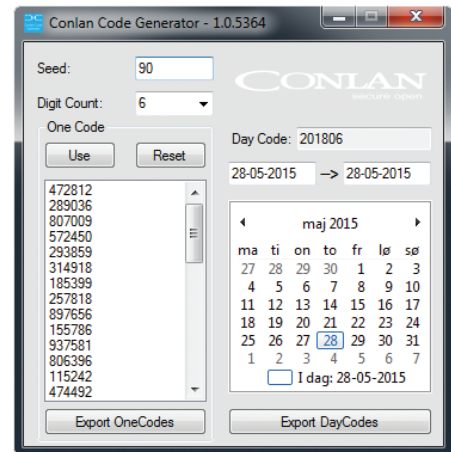 Conlan Code Generator - 1.0.5364
Seed: 90
Digit Count: 6
One Code
Use Reset
472812
289036
807009
572450
293859
314918
185399
257818
897656
155786
937581
806396
115242
474492
Export OneCodes
CONLAN
secure open
Day Code: 201806
28-05-2015 --> 28-05-2015
maj 2015
ma ti on to fr lø sø
27 28 29 30 1 2 3
4 5 6 7 8 9 10
11 12 13 14 15 16 17
18 19 20 21 22 23 24
25 26 27 28 29 30 31
1 2 3 4 5 6 7
I dag: 28-05-2015
Export DayCodes